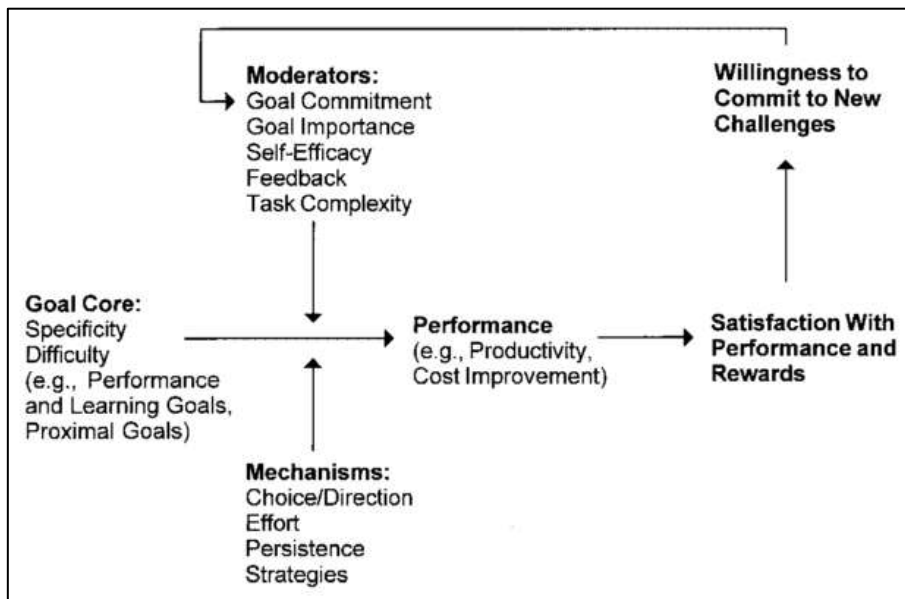 Moderators:
Goal Commitment
Goal Importance
Self-Efficacy
Feedback
Task Complexity
Willingness to
Commit to New
Challenges
Goal Core:
Specificity
Difficulty
(e.g., Performance
and Learning Goals,
Proximal Goals)
Performance
(e.g., Productivity,
Cost Improvement)
Satisfaction With
Performance and
Rewards
Mechanisms:
Choice/Direction
Effort
Persistence
Strategies